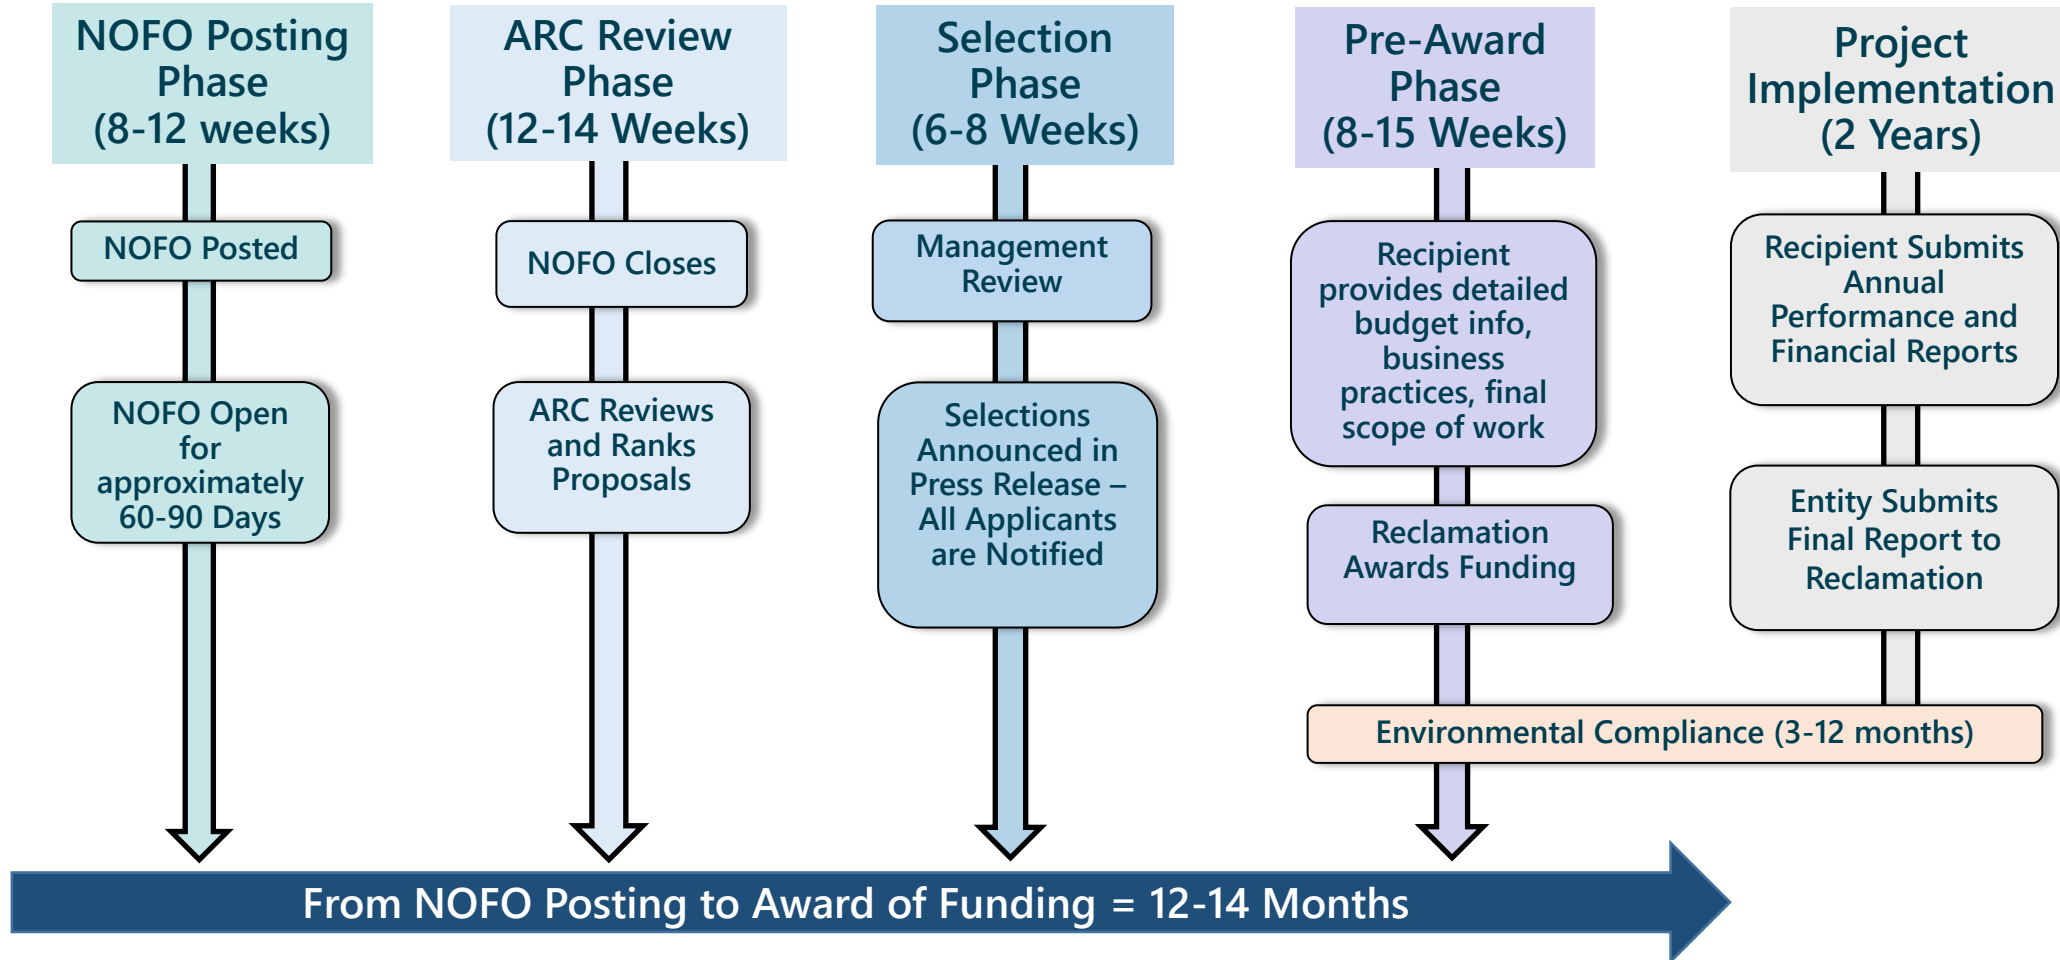 NOFO Posting
Phase
(8-12 weeks)
NOFO Posted
NOFO Open
for
approximately
60-90 Days
ARC Review
Phase
(12-14 Weeks)
NOFO Closes
ARC Reviews
and Ranks
Proposals
Selection
Phase
(6-8 Weeks)
Management
Review
Selections
Announced in
Press Release –
All Applicants
are Notified
Pre-Award
Phase
(8-15 Weeks)
Recipient
provides detailed
budget info,
business
practices, final
scope of work
Reclamation
Awards Funding
Project
Implementation
(2 Years)
Recipient Submits
Annual
Performance and
Financial Reports
Entity Submits
Final Report to
Reclamation
Environmental Compliance (3-12 months)
From NOFO Posting to Award of Funding = 12-14 Months